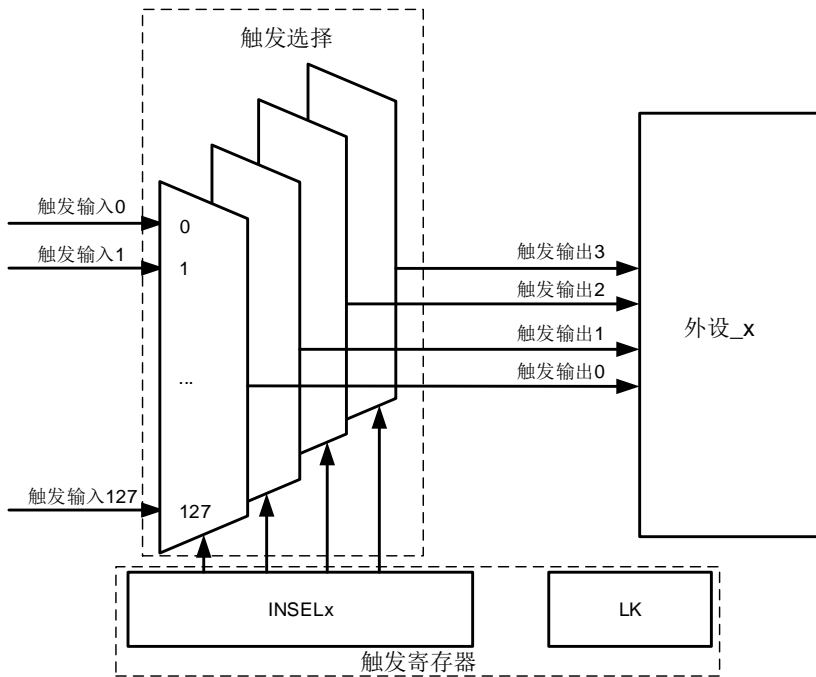 触发选择
触发输入0
0
触发输入1
1
触发输出3
触发输出2
外设_x
触发输出1
...
触发输出0
触发输入127
127
INSELx
LK
触发寄存器